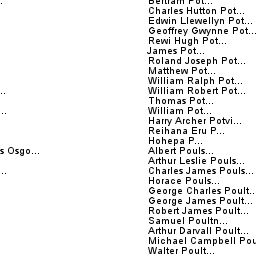 Bertram Pot...
Charles Hutton Pot...
Edwin Llewellyn Pot...
Geoffrey Gwynne Pot...
Rewi Hugh Pot...
James Pot...
Roland Joseph Pot...
Matthew Pot...
William Ralph Pot...
... William Robert Pot...
Thomas Pot...
... William Pot...
Harry Archer Potvi...
Reihana Eru P...
Hohepa P...
s Osgo... Albert Pouls...
Arthur Leslie Pouls...
... Charles James Pouls...
Horace Pouls...
George Charles Poult...
George James Poult...
Robert James Poult...
Samuel Poultn...
Arthur Darvall Poult...
Michael Campbell Pou
Walter Poult...